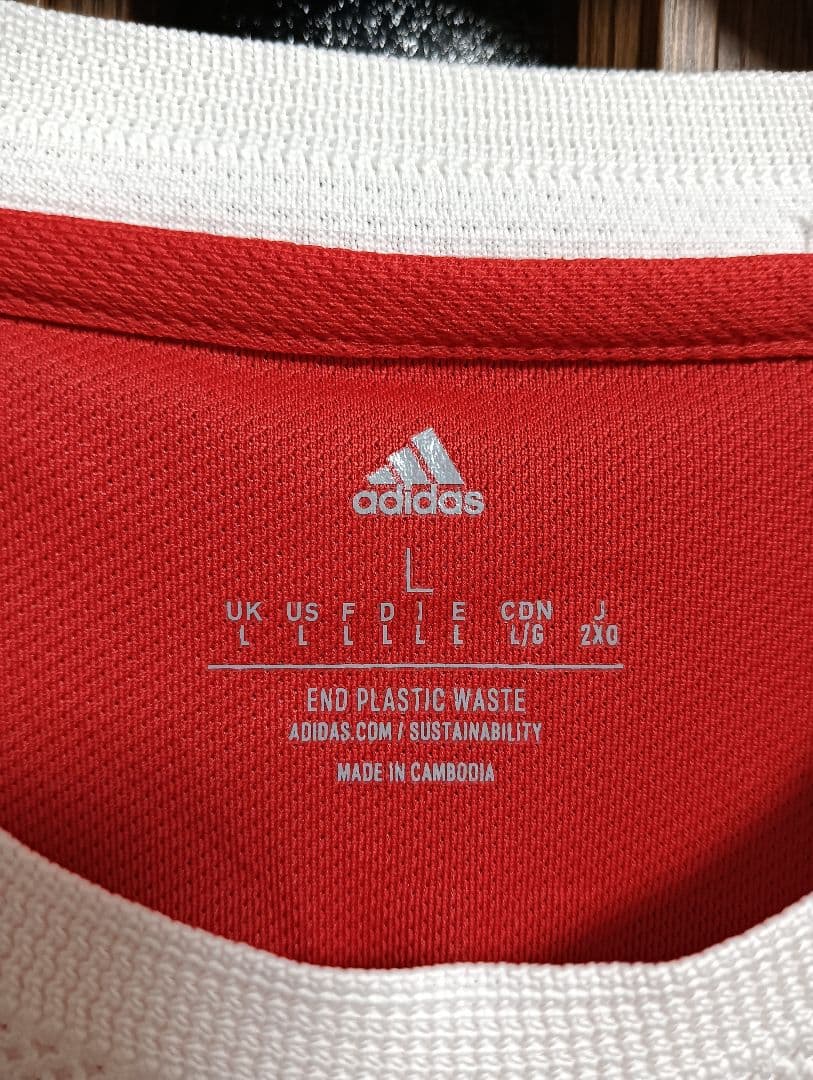 adidas
L
UK US F D I E CDN J
L L L L L L L/G 2XO
END PLASTIC WASTE
ADIDAS.COM / SUSTAINABILITY
MADE IN CAMBODIA